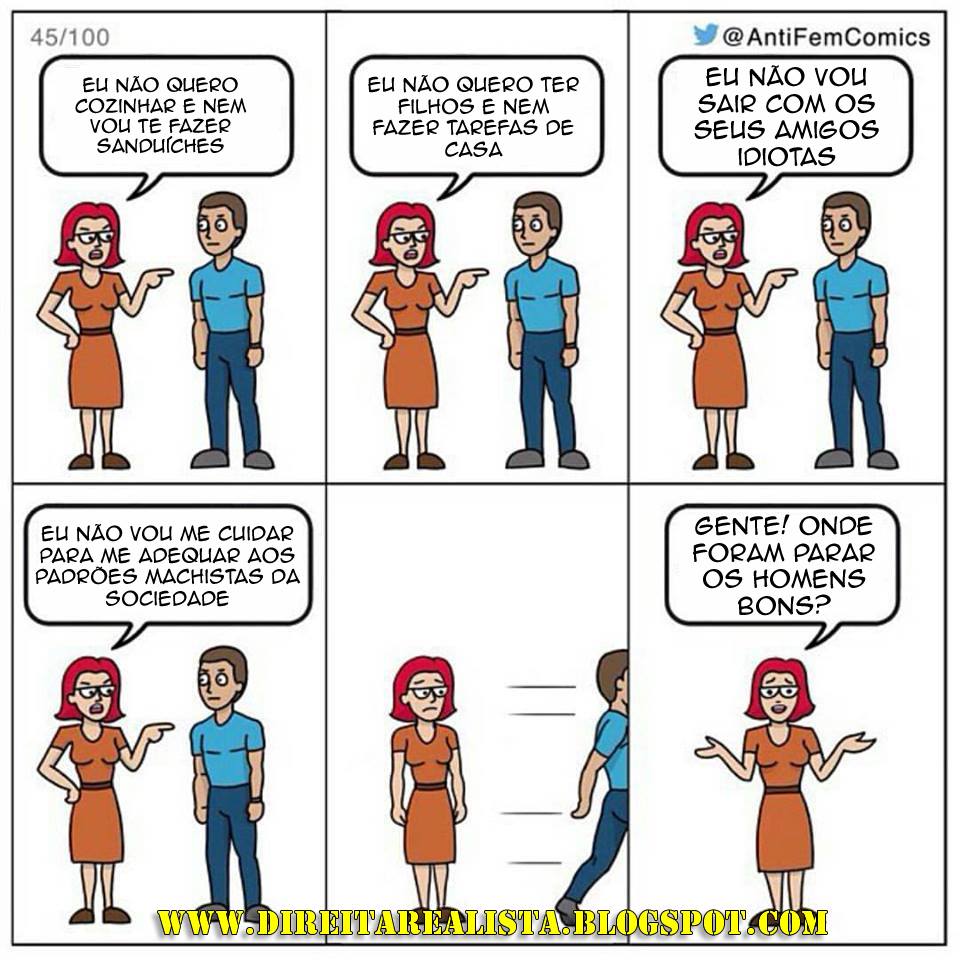 45/100
@AntiFemComics
EU NÃO QUERO
COZINHAR E NEM
VOU TE FAZER
SANDUÍCHES
EU NÃO QUERO TER
FILHOS E NEM
FAZER TAREFAS DE
CASA
EU NÃO VOU
SAIR COM OS
SEUS AMIGOS
IDIOTAS
EU NÃO VOU ME CUIDAR
PARA ME ADEQUAR AOS
PADRÕES MACHISTAS DA
SOCIEDADE
GENTE! ONDE
FORAM PARAR
OS HOMENS
BONS?
WWW.DIREITAREALISTA.BLOGSPOT.COM